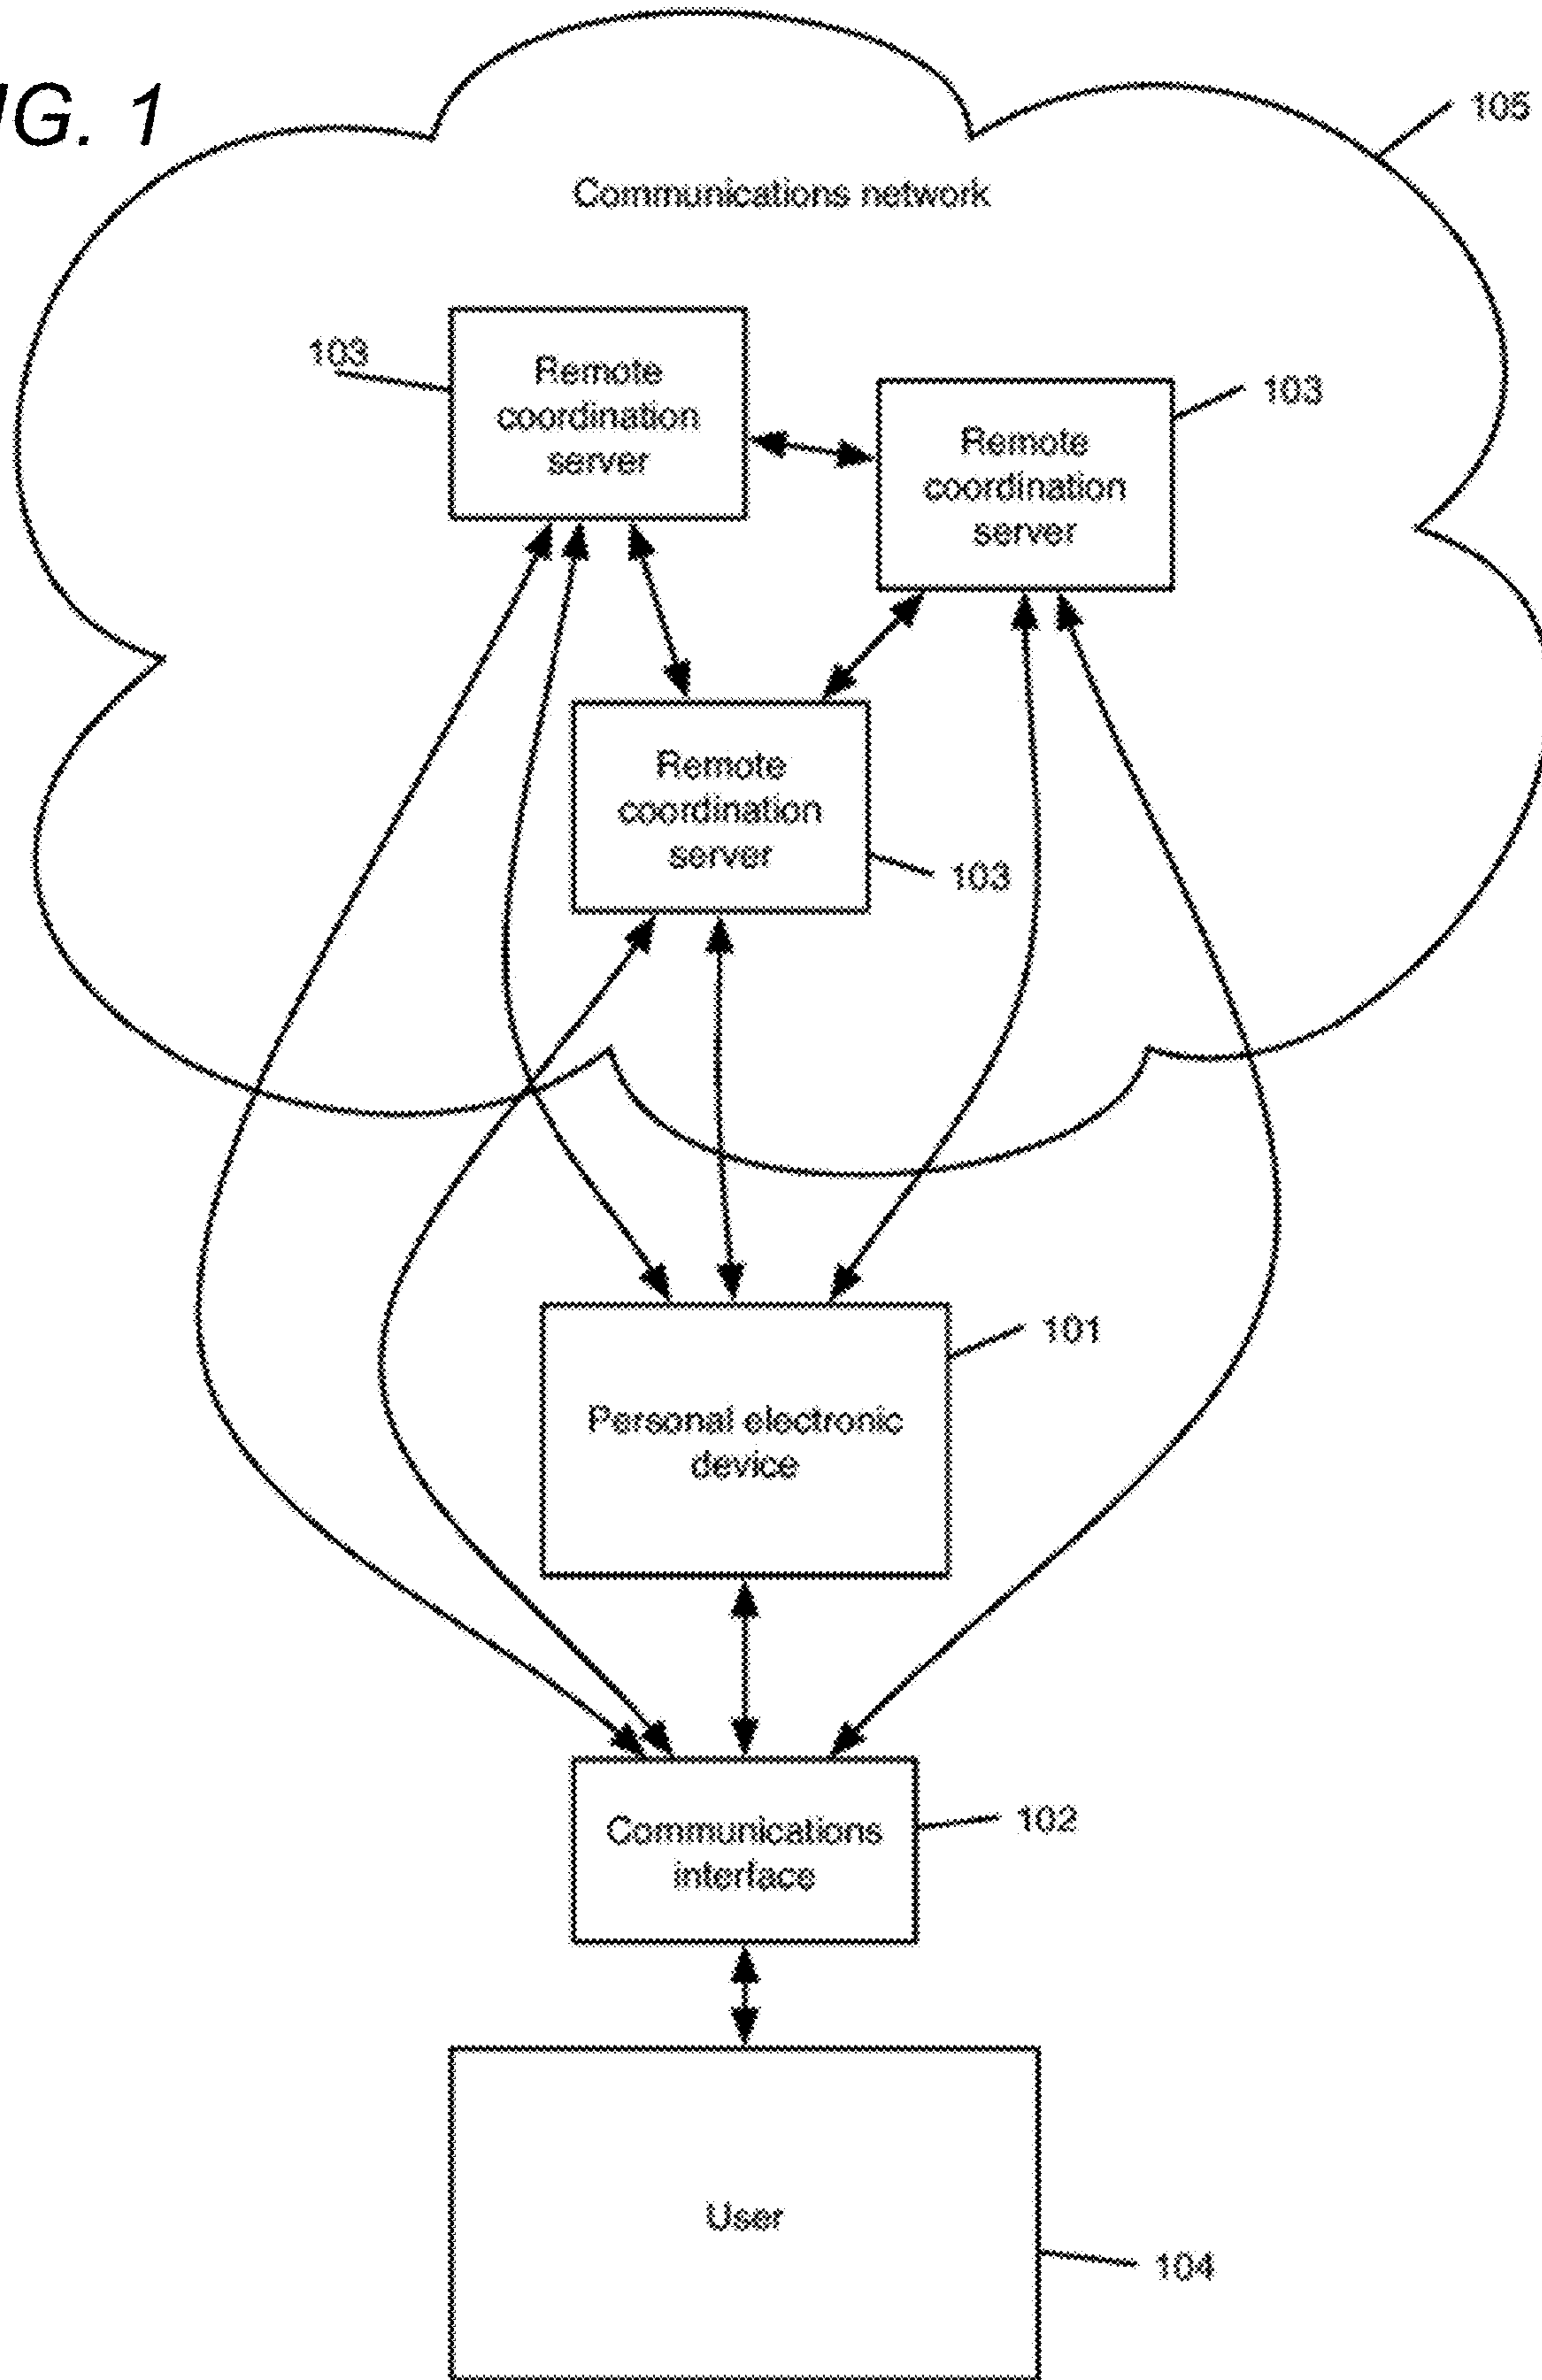 IG. 1
105
Communications network
103
Remote
coordination
server
103
Remote
coordination
server
Remote
coordination
server
103
101
Personal electronic
device
102
Communications
interface
User
104